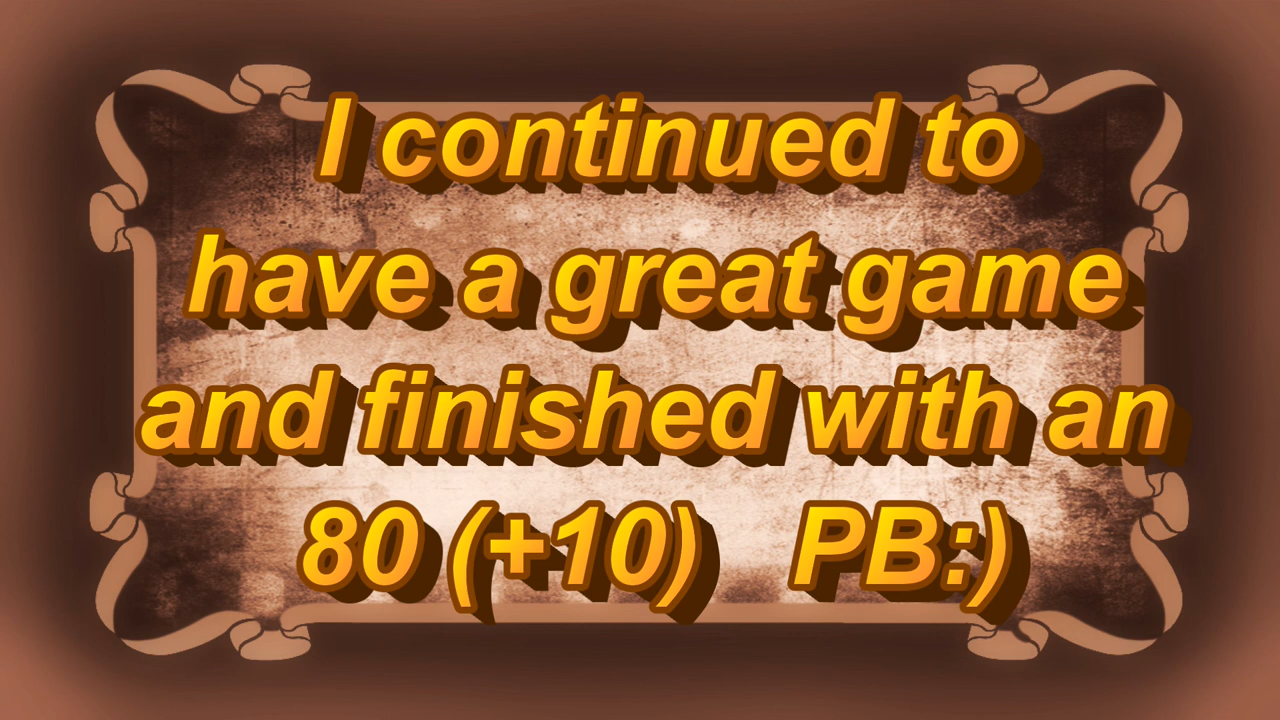 I continued to
have a great game
and finished with an
80 (+10) PB:)